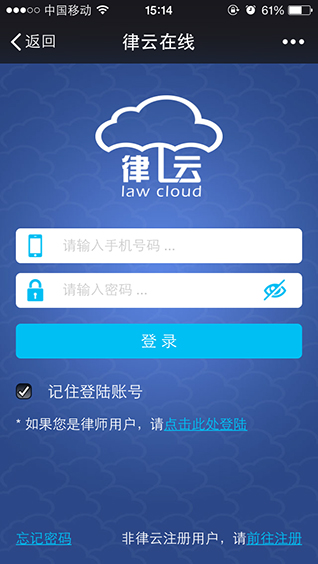 中国移动 15:14 61%
返回 律云在线
律云
law cloud
请输入手机号码 ...
请输入密码 ...
登 录
记住登陆账号
* 如果您是律师用户，请点击此处登陆
忘记密码 非律云注册用户，请前往注册